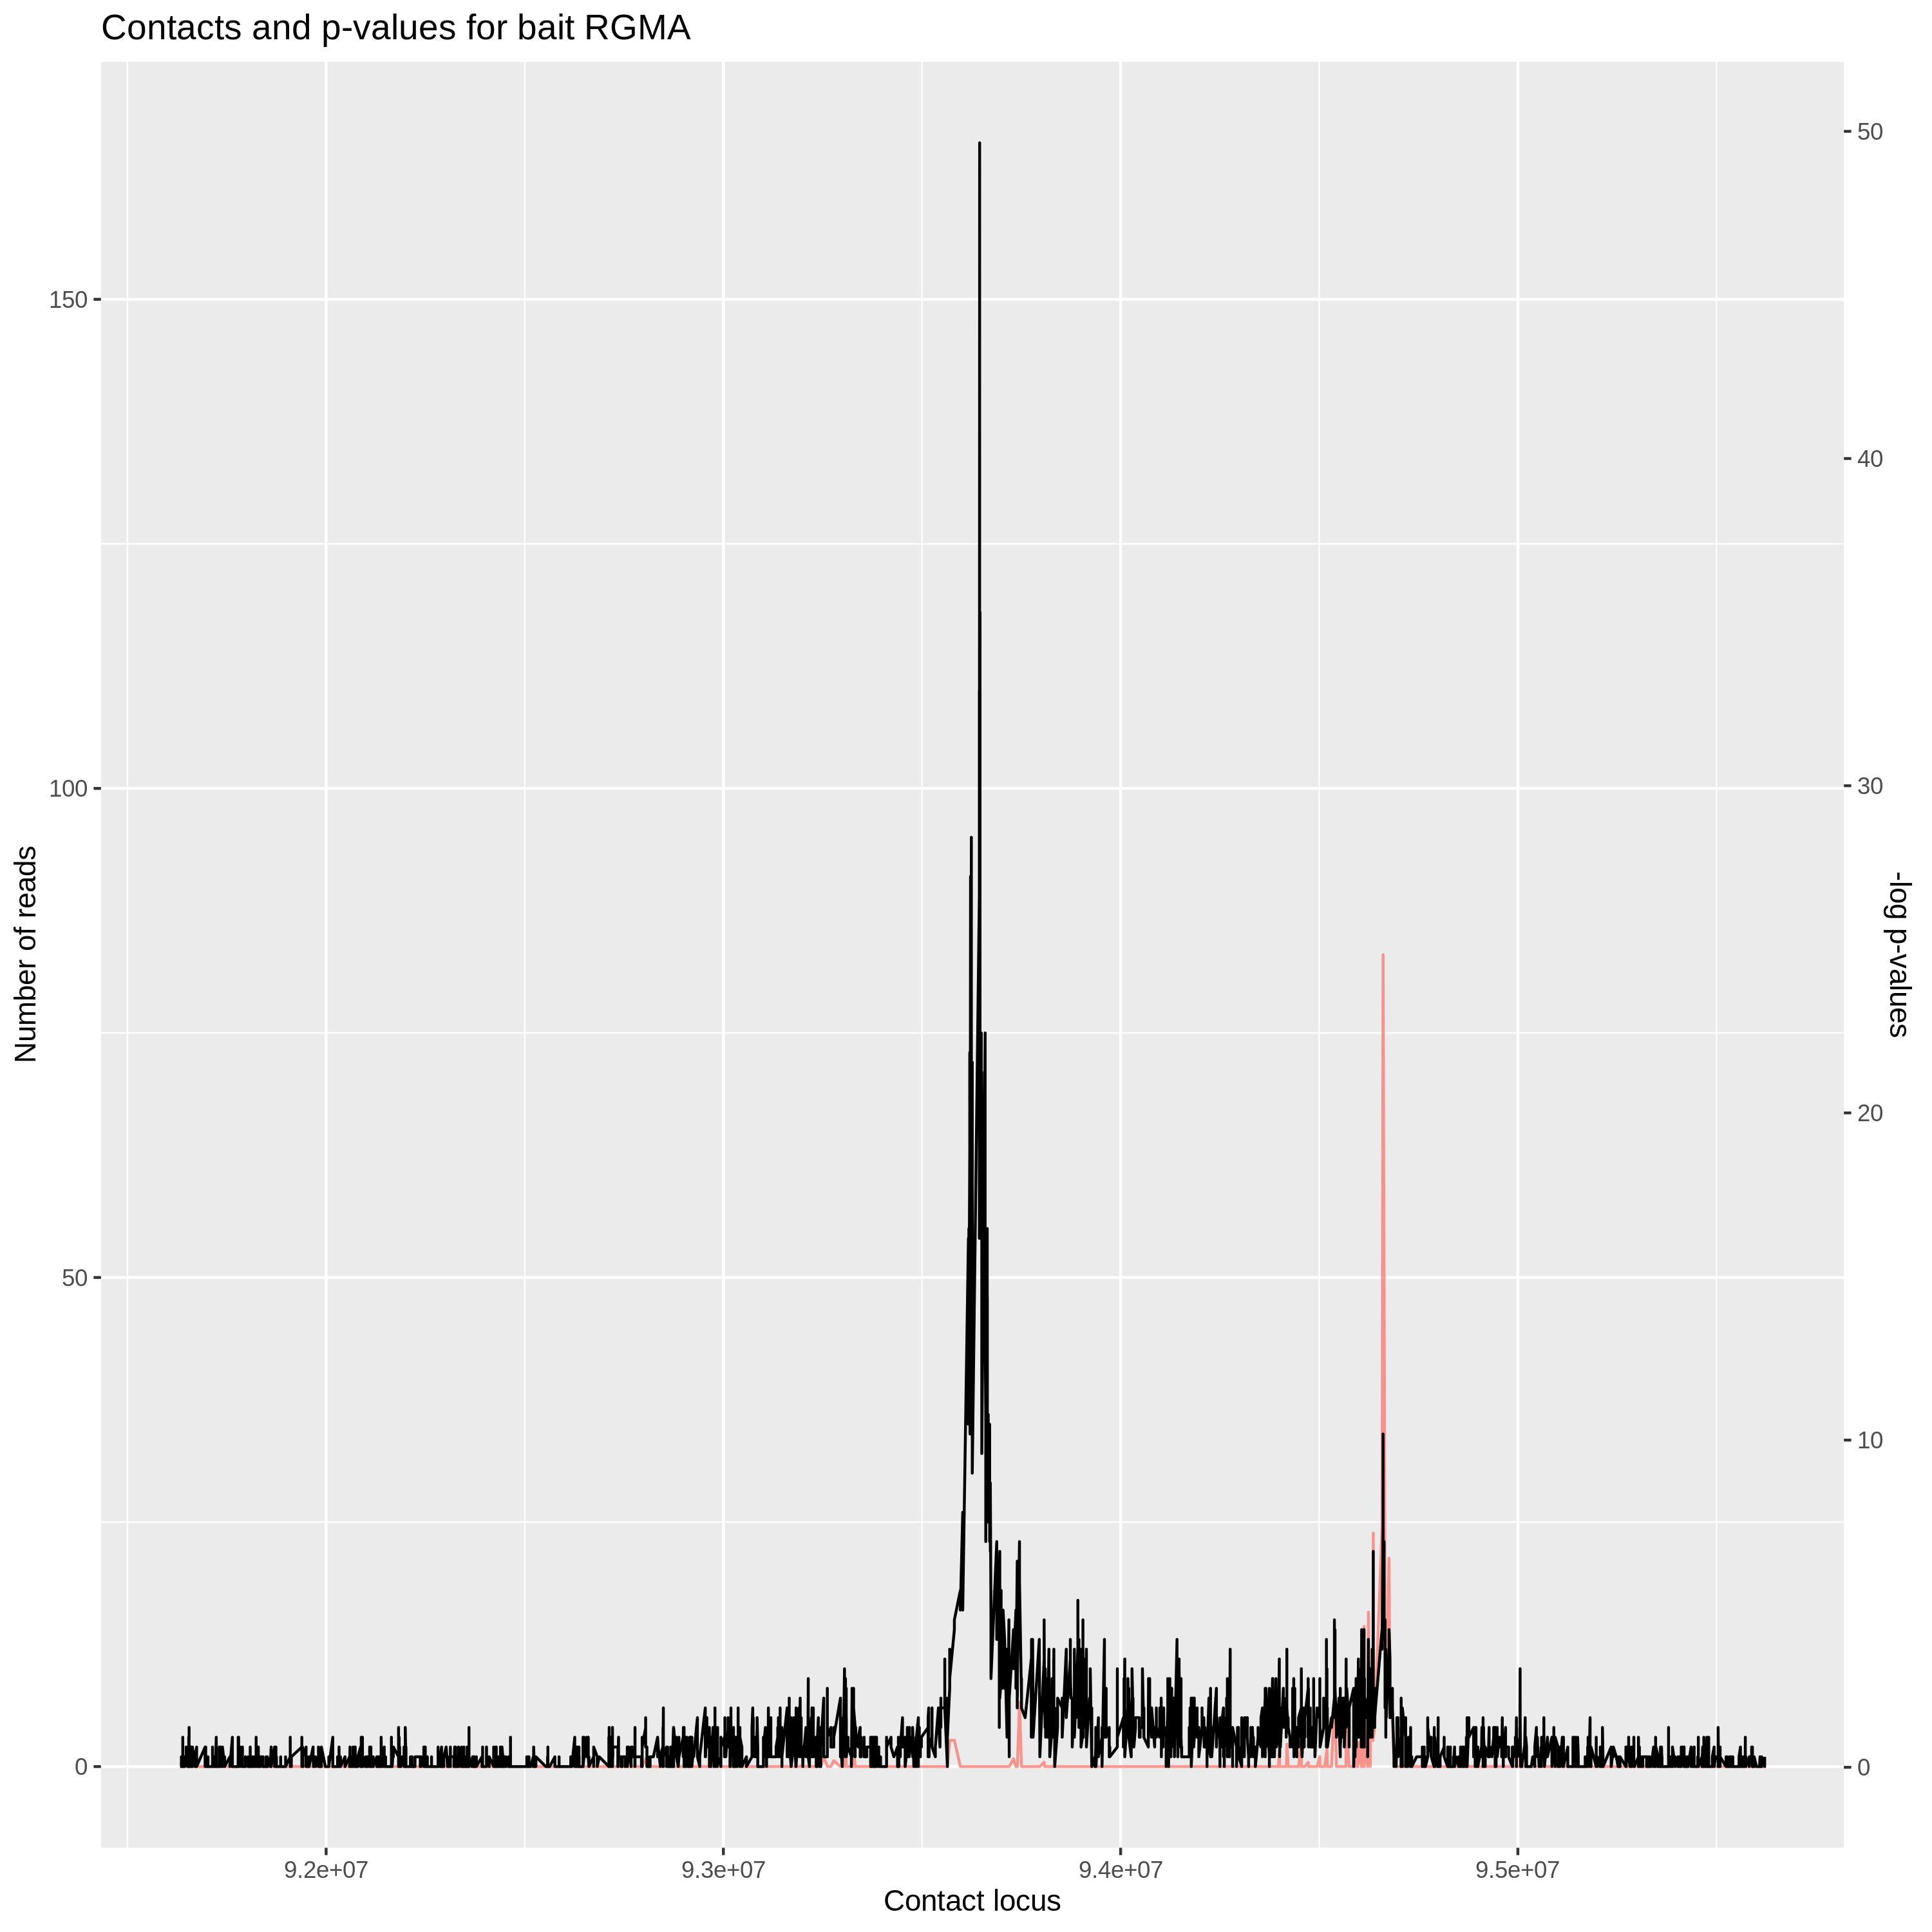 Contacts and p-values for bait RGMA
150
100
50
0
Number of reads
50
40
30
20
10
0
-log p-values
9.2e+07
9.3e+07
9.4e+07
9.5e+07
Contact locus